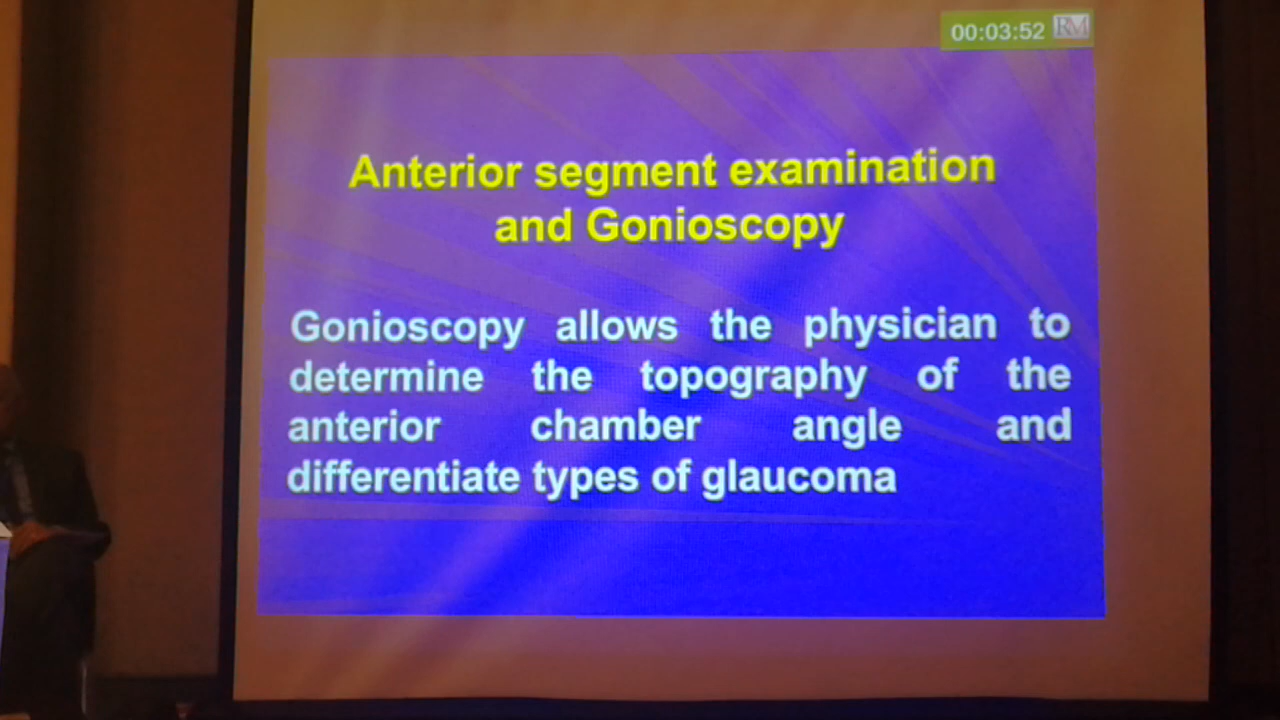 00:03:52 RM
Anterior segment examination
and Gonioscopy
Gonioscopy allows the physician to
determine the topography of the
anterior chamber angle and
differentiate types of glaucoma